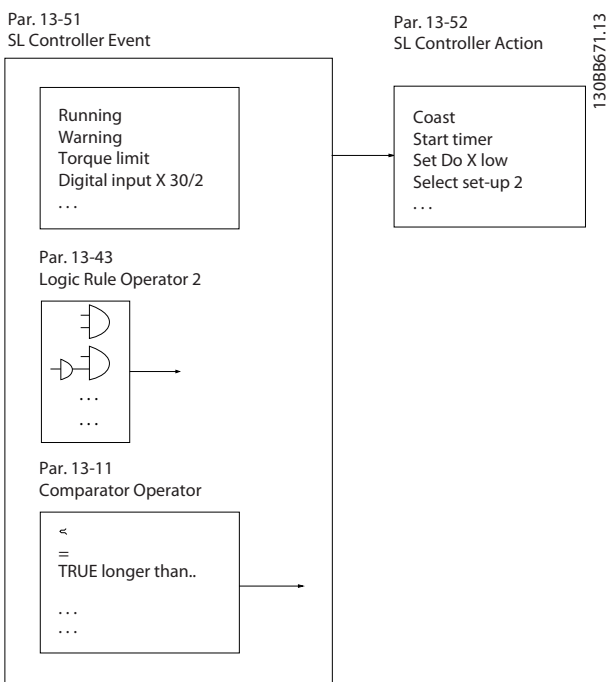 Par. 13-51
SL Controller Event
Par. 13-52
SL Controller Action
130BB671.13
Running
Warning
Torque limit
Digital input X 30/2
. . .
Coast
Start timer
Set Do X low
Select set-up 2
. . .
Par. 13-43
Logic Rule Operator 2
. . .
. . .
Par. 13-11
Comparator Operator
<
=
TRUE longer than..
. . .
. . .